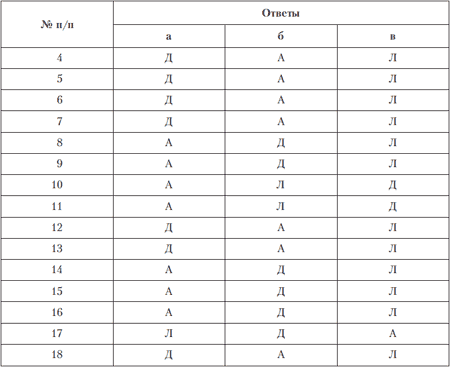 № п/п Ответы
а б в
4 Д А Л
5 Д А Л
6 Д А Л
7 Д А Л
8 А Д Л
9 А Д Л
10 А Л Д
11 А Л Д
12 Д А Л
13 Д А Л
14 А Д Л
15 А Д Л
16 А Д Л
17 Л Д А
18 Д А Л